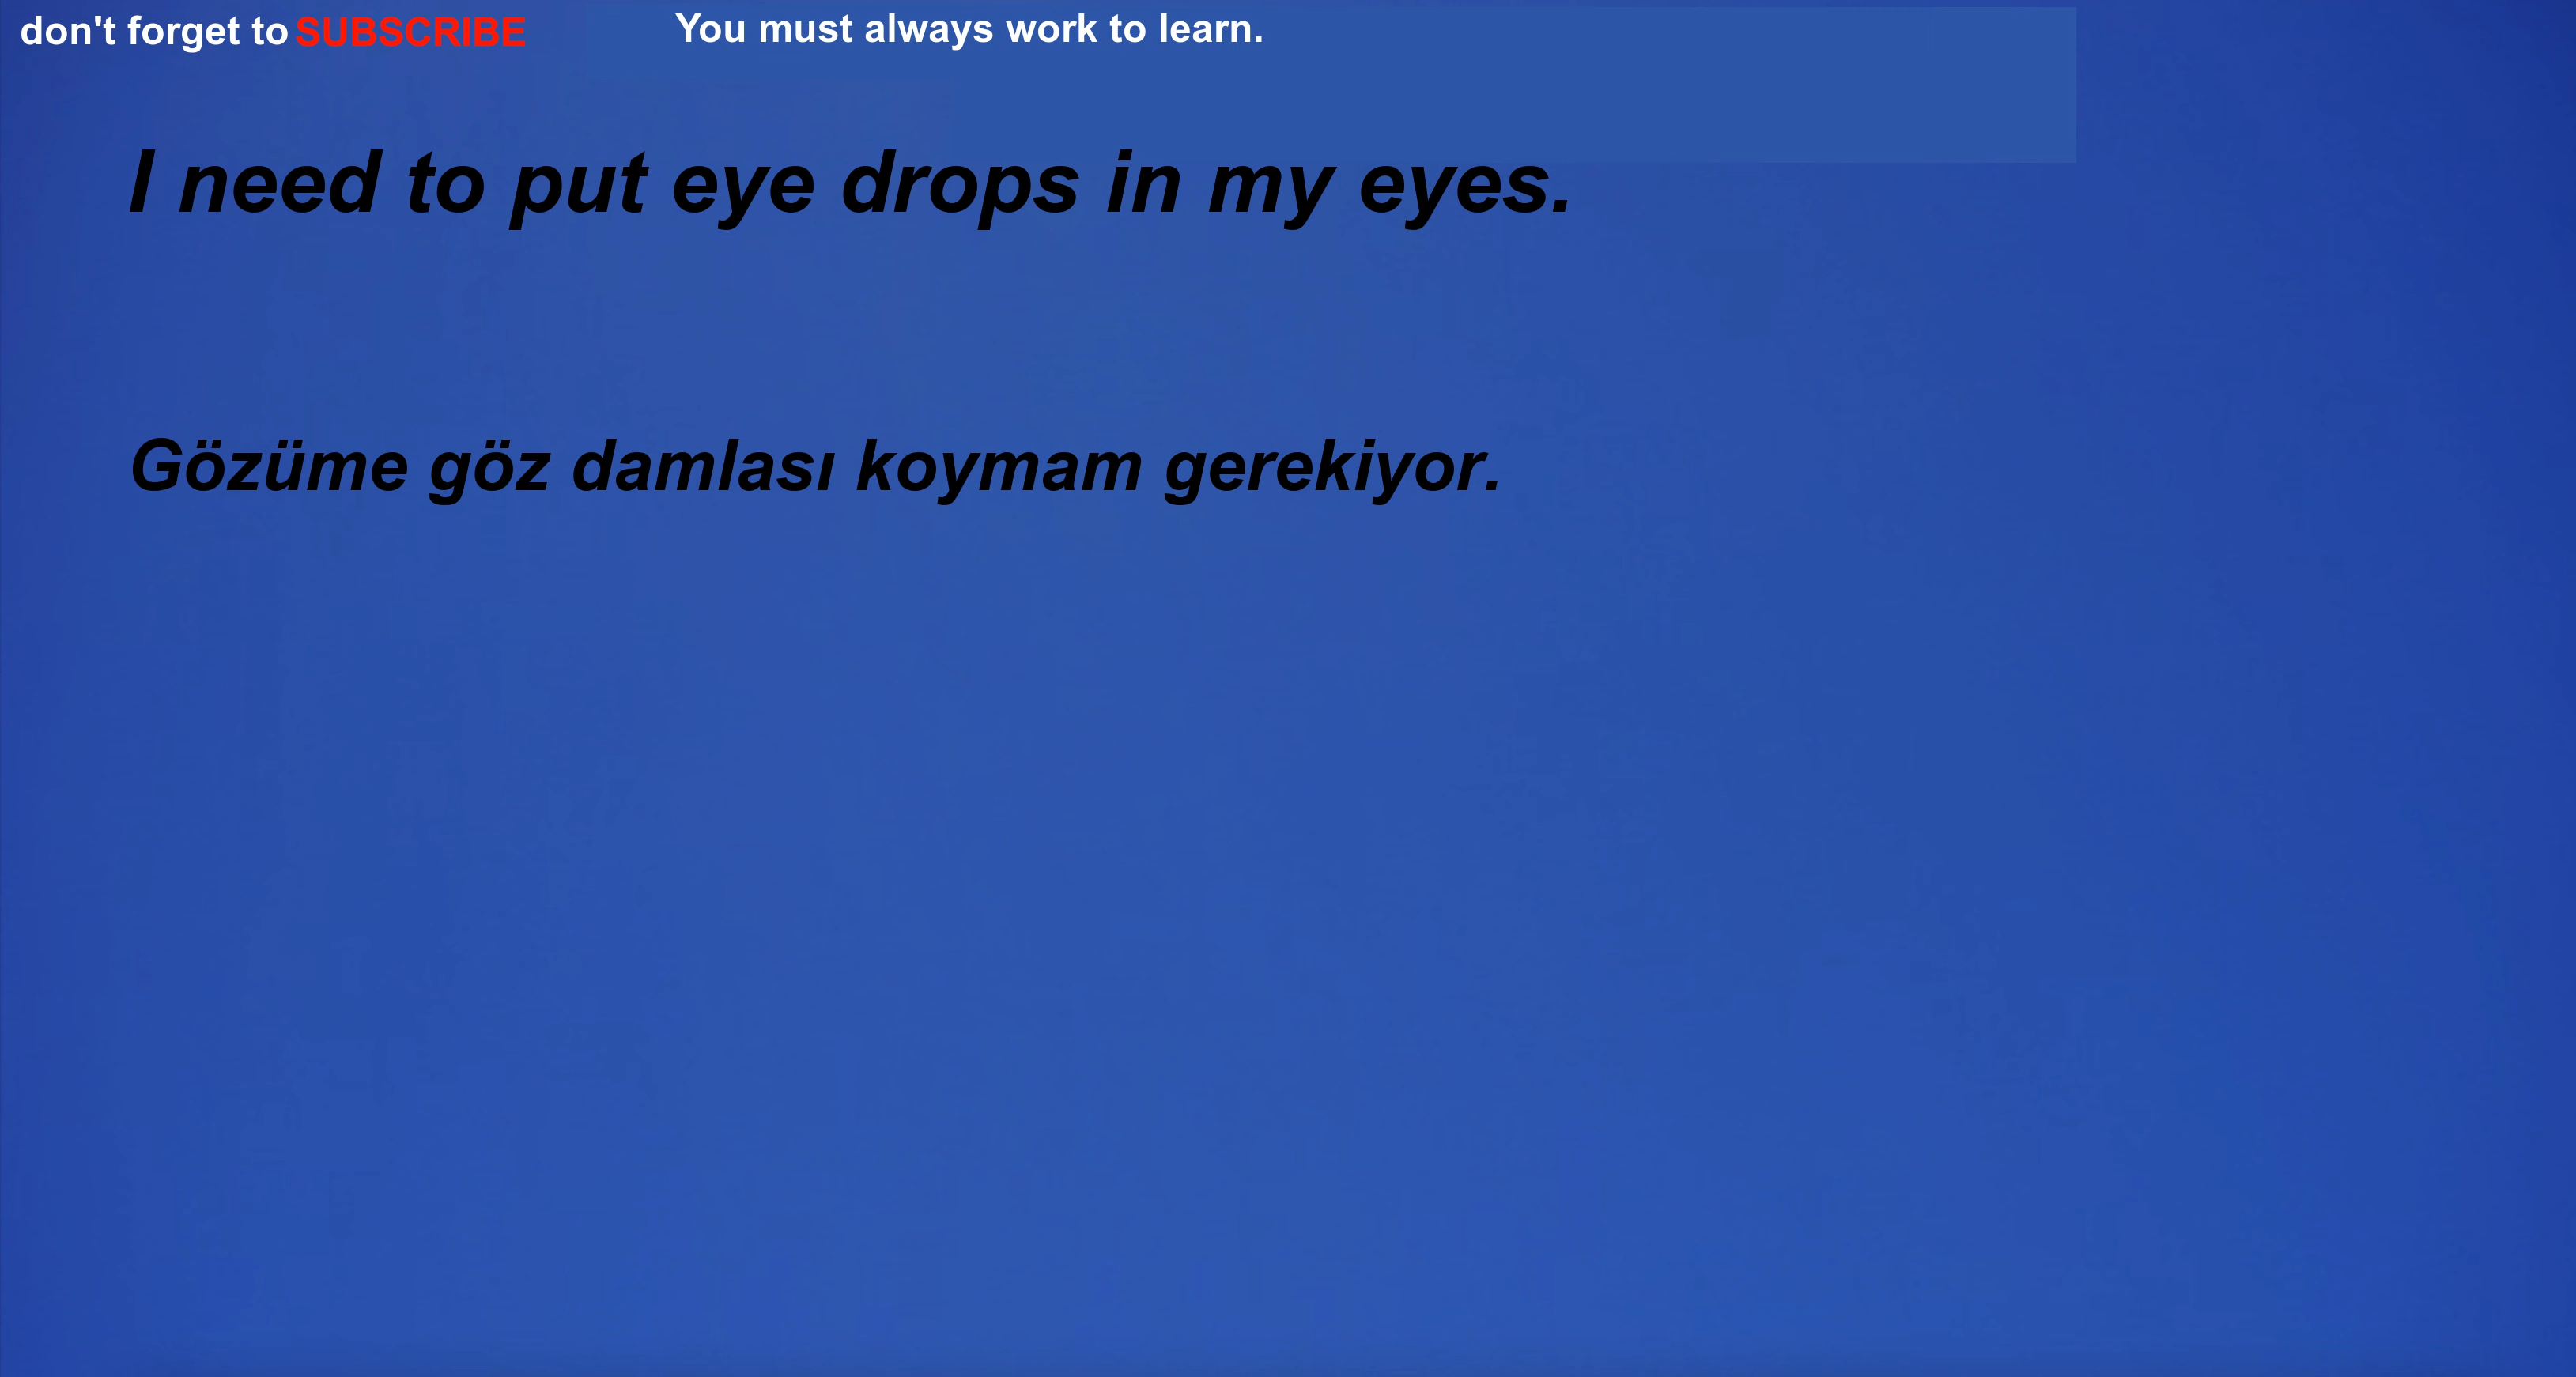 don't forget to SUBSCRIBE You must always work to learn.
I need to put eye drops in my eyes.
Gözüme göz damlası koymam gerekiyor.